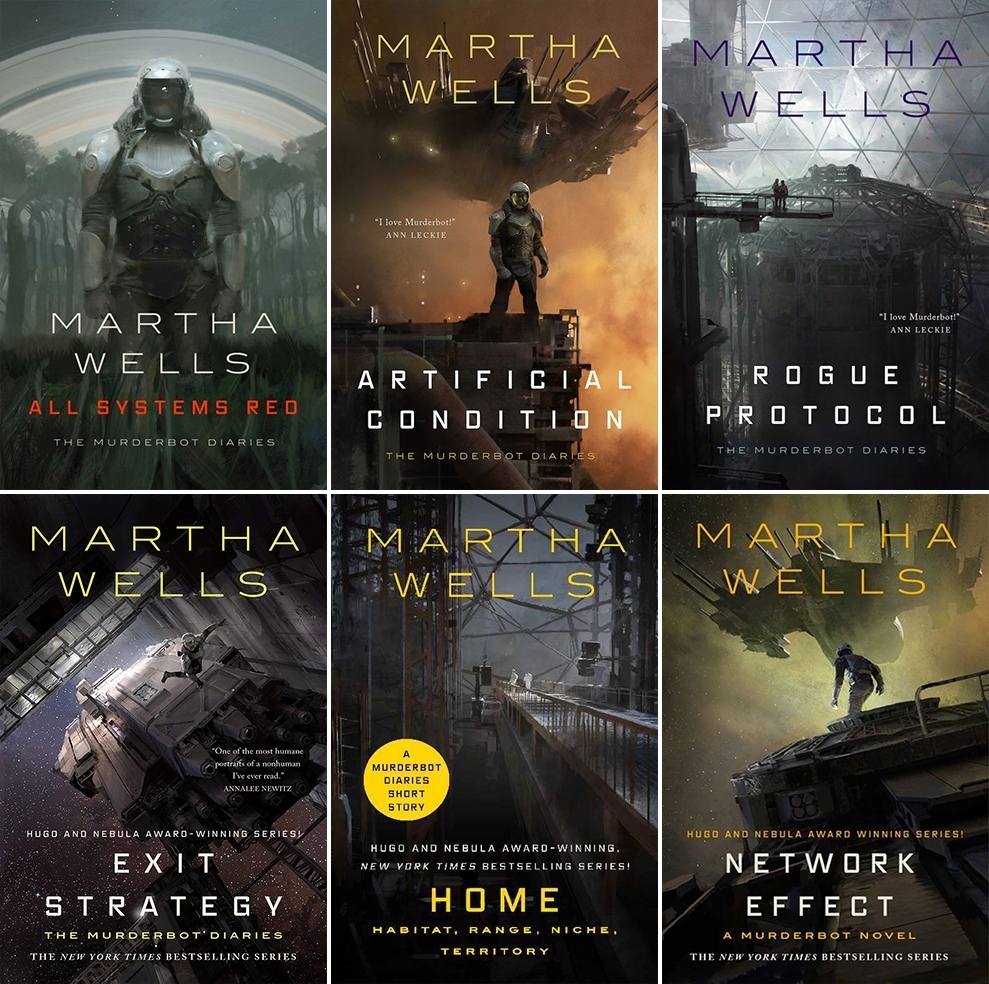 MARTHA
WELLS
ALL SYSTEMS RED
THE MURDERBOT DIARIES
MARTHA
WELLS
"I love Murderbot!"
ANN LECKIE
ARTIFICIAL
CONDITION
THE MURDERBOT DIARIES
MARTHA
WELLS
"I love Murderbot!"
ANN LECKIE
ROGUE
PROTOCOL
THE MURDERBOT DIARIES
MARTHA
WELLS
"One of the most humane
portraits of a nonhuman
I've ever read."
ANNALEE NEWITZ
HUGO AND NEBULA AWARD-WINNING SERIES!
EXIT
STRATEGY
THE MURDERBOT DIARIES
THE NEW YORK TIMES BESTSELLING SERIES
MARTHA
WELLS
A
MURDERBOT
DIARIES
SHORT
STORY
HUGO AND NEBULA AWARD-WINNING,
NEW YORK TIMES BESTSELLING SERIES!
HOME
HABITAT, RANGE, NICHE,
TERRITORY
MARTHA
WELLS
HUGO AND NEBULA AWARD WINNING SERIES!
NETWORK
EFFECT
A MURDERBOT NOVEL
THE NEW YORK TIMES BESTSELLING SERIES